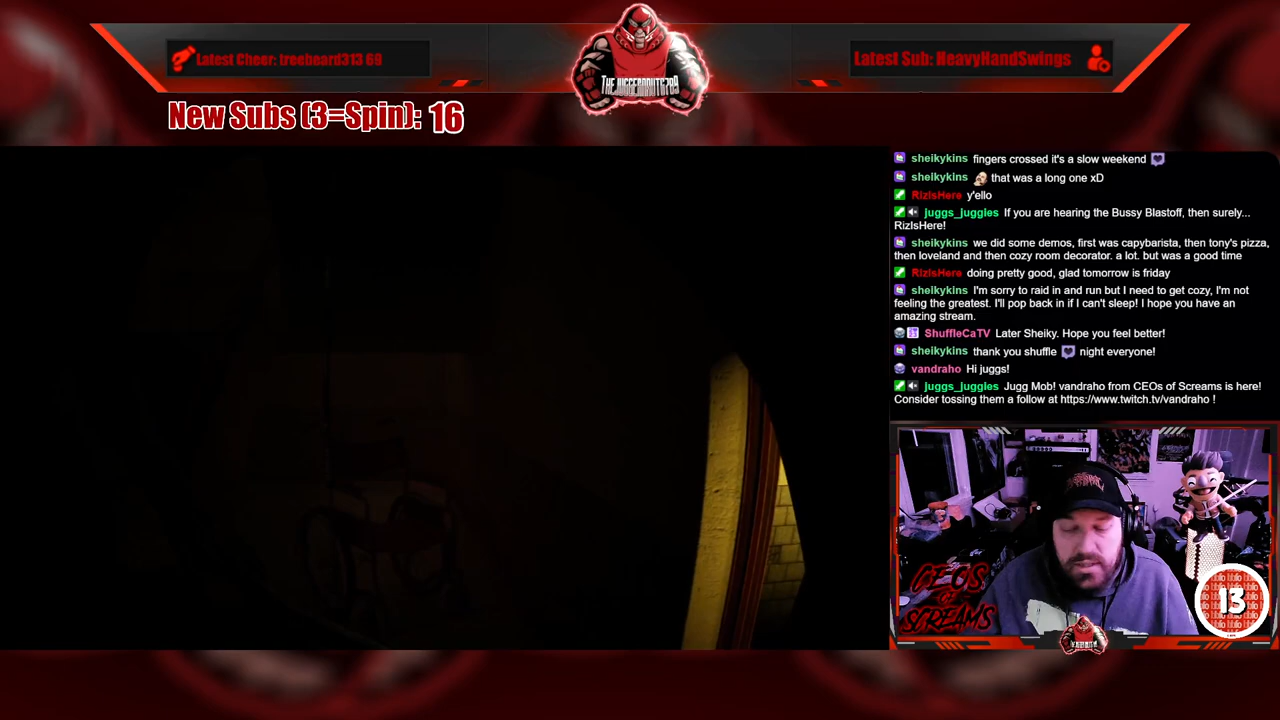 Latest Cheer: treebeard313 69
THEJUGGERNAUT6789
Latest Sub: HeavyHandSwings
New Subs (3=Spin): 16
sheikykins fingers crossed it's a slow weekend
sheikykins that was a long one xD
RizIsHere y'ello
juggs_juggles If you are hearing the Bussy Blastoff, then surely...
RizIsHere!
sheikykins we did some demos, first was capybarista, then tony's pizza,
then loveland and then cozy room decorator. a lot. but was a good time
RizIsHere doing pretty good, glad tomorrow is friday
sheikykins I'm sorry to raid in and run but I need to get cozy, I'm not
feeling the greatest. I'll pop back in if I can't sleep! I hope you have an
amazing stream.
ShuffleCaTV Later Sheiky. Hope you feel better!
sheikykins thank you shuffle night everyone!
vandraho Hi juggs!
juggs_juggles Jugg Mob! vandraho from CEOs of Screams is here!
Consider tossing them a follow at https://www.twitch.tv/vandraho !
CEOS
OF
SCREAMS
13